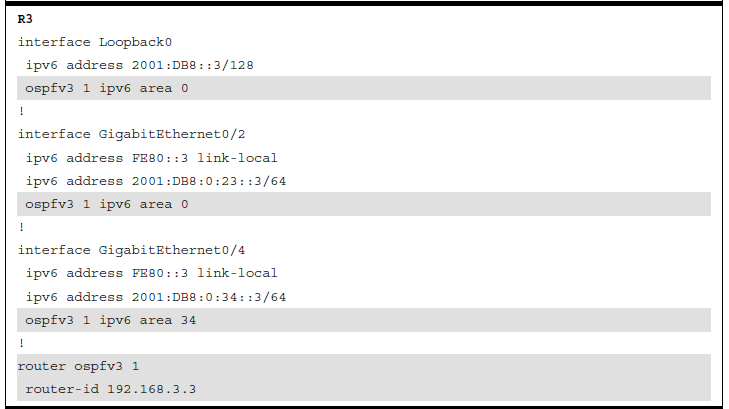 R3
interface Loopback0
 ipv6 address 2001:DB8::3/128
 ospfv3 1 ipv6 area 0
!
interface GigabitEthernet0/2
 ipv6 address FE80::3 link-local
 ipv6 address 2001:DB8:0:23::3/64
 ospfv3 1 ipv6 area 0
!
interface GigabitEthernet0/4
 ipv6 address FE80::3 link-local
 ipv6 address 2001:DB8:0:34::3/64
 ospfv3 1 ipv6 area 34
!
router ospfv3 1
 router-id 192.168.3.3